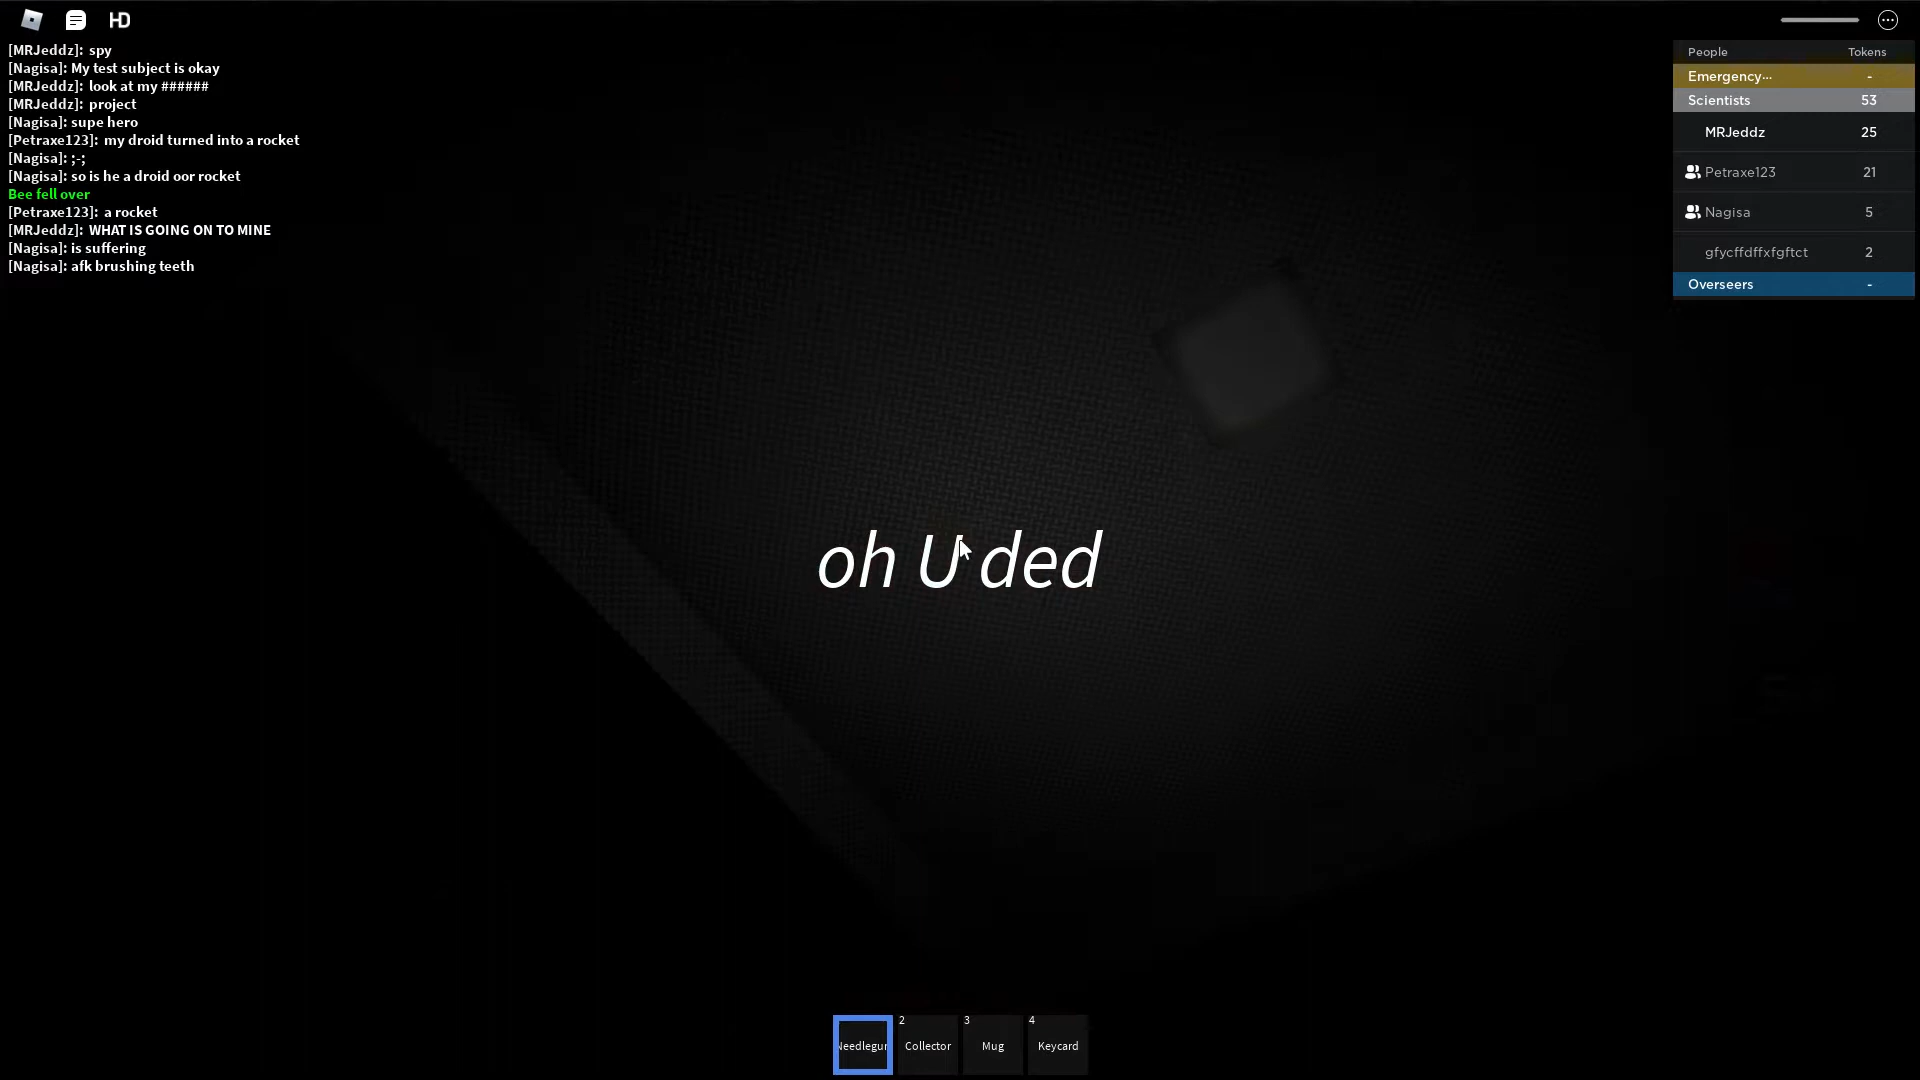 HD
[MRJeddz]: spy
[Nagisa]: My test subject is okay
[MRJeddz]: look at my ######
[MRJeddz]: project
[Nagisa]: supe hero
[Petraxe123]: my droid turned into a rocket
[Nagisa]: ;-;
[Nagisa]: so is he a droid oor rocket
Bee fell over
[Petraxe123]: a rocket
[MRJeddz]: WHAT IS GOING ON TO MINE
[Nagisa]: is suffering
[Nagisa]: afk brushing teeth
People Tokens
Emergency... -
Scientists 53
MRJeddz 25
Petraxe123 21
Nagisa 5
gfycffdffxfgftct 2
Overseers -
oh U ded
2 3 4
Needlegun Collector Mug Keycard